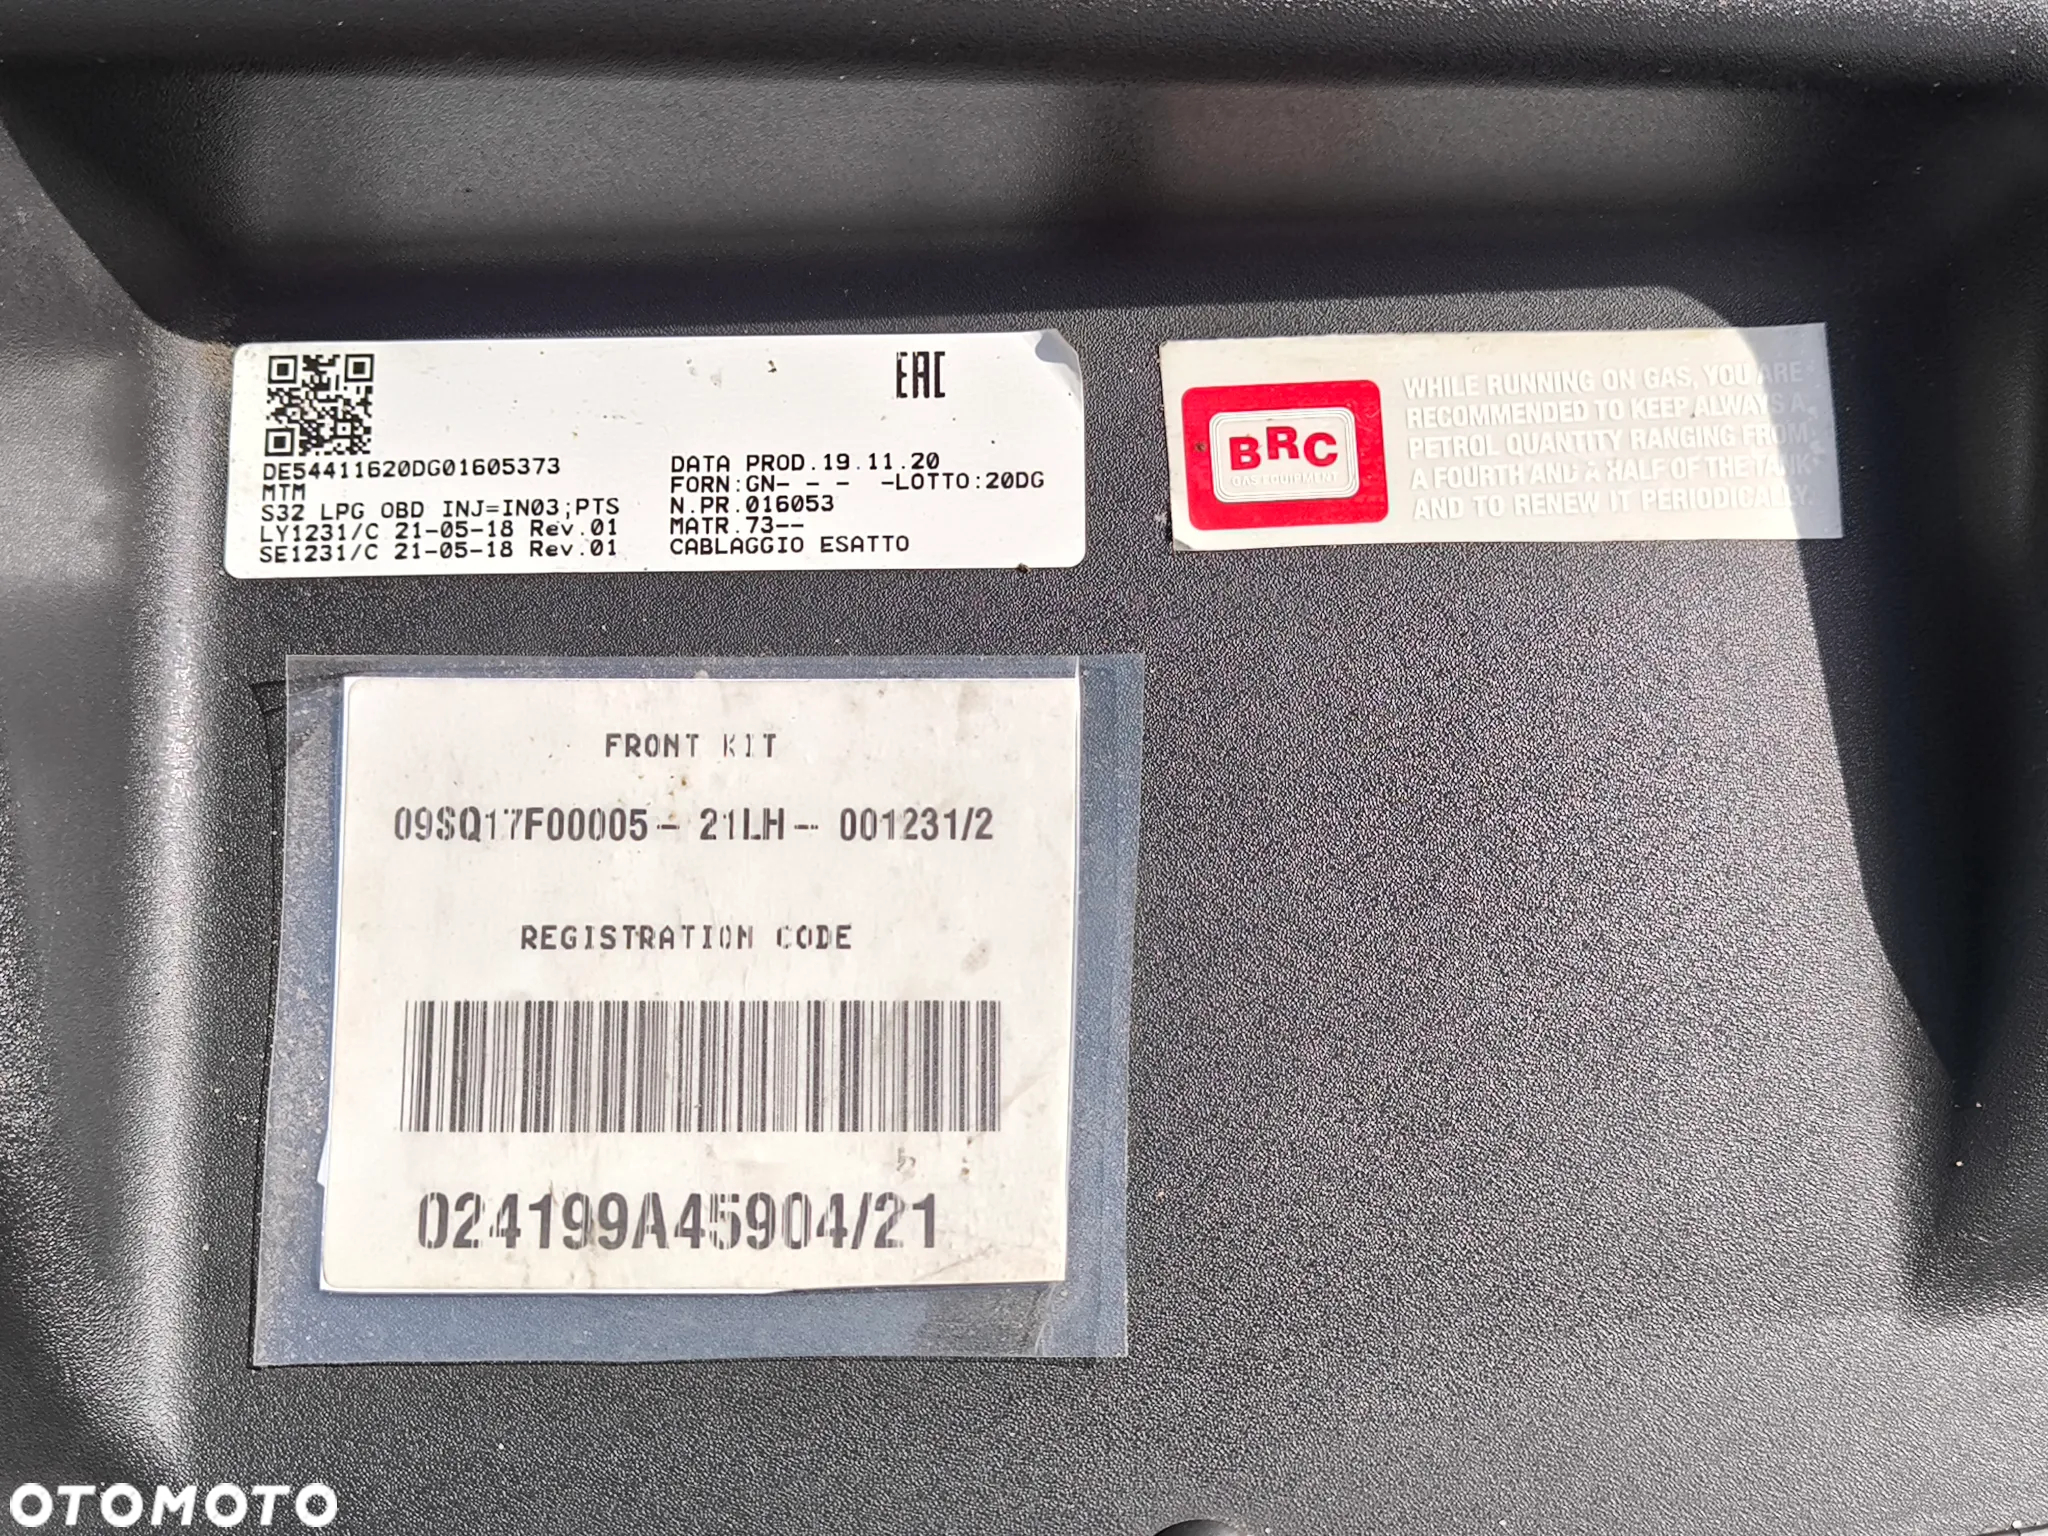 EAC
DE54411620DG01605373
MTM
S32 LPG OBD INJ=IN03;PTS
LY1231/C 21-05-18 Rev.01
SE1231/C 21-05-18 Rev.01
DATA PROD.19.11.20
FORN:GN- - - -LOTTO:20DG
N.PR.016053
MATR.73--
CABLAGGIO ESATTO
BRC
GAS EQUIPMENT
WHILE RUNNING ON GAS, YOU ARE
RECOMMENDED TO KEEP ALWAYS A
PETROL QUANTITY RANGING FROM
A FOURTH AND A HALF OF THE TANK
AND TO RENEW IT PERIODICALLY.
FRONT KIT
09SQ17F00005- 21LH- 001231/2
REGISTRATION CODE
024199A45904/21
OTOMOTO